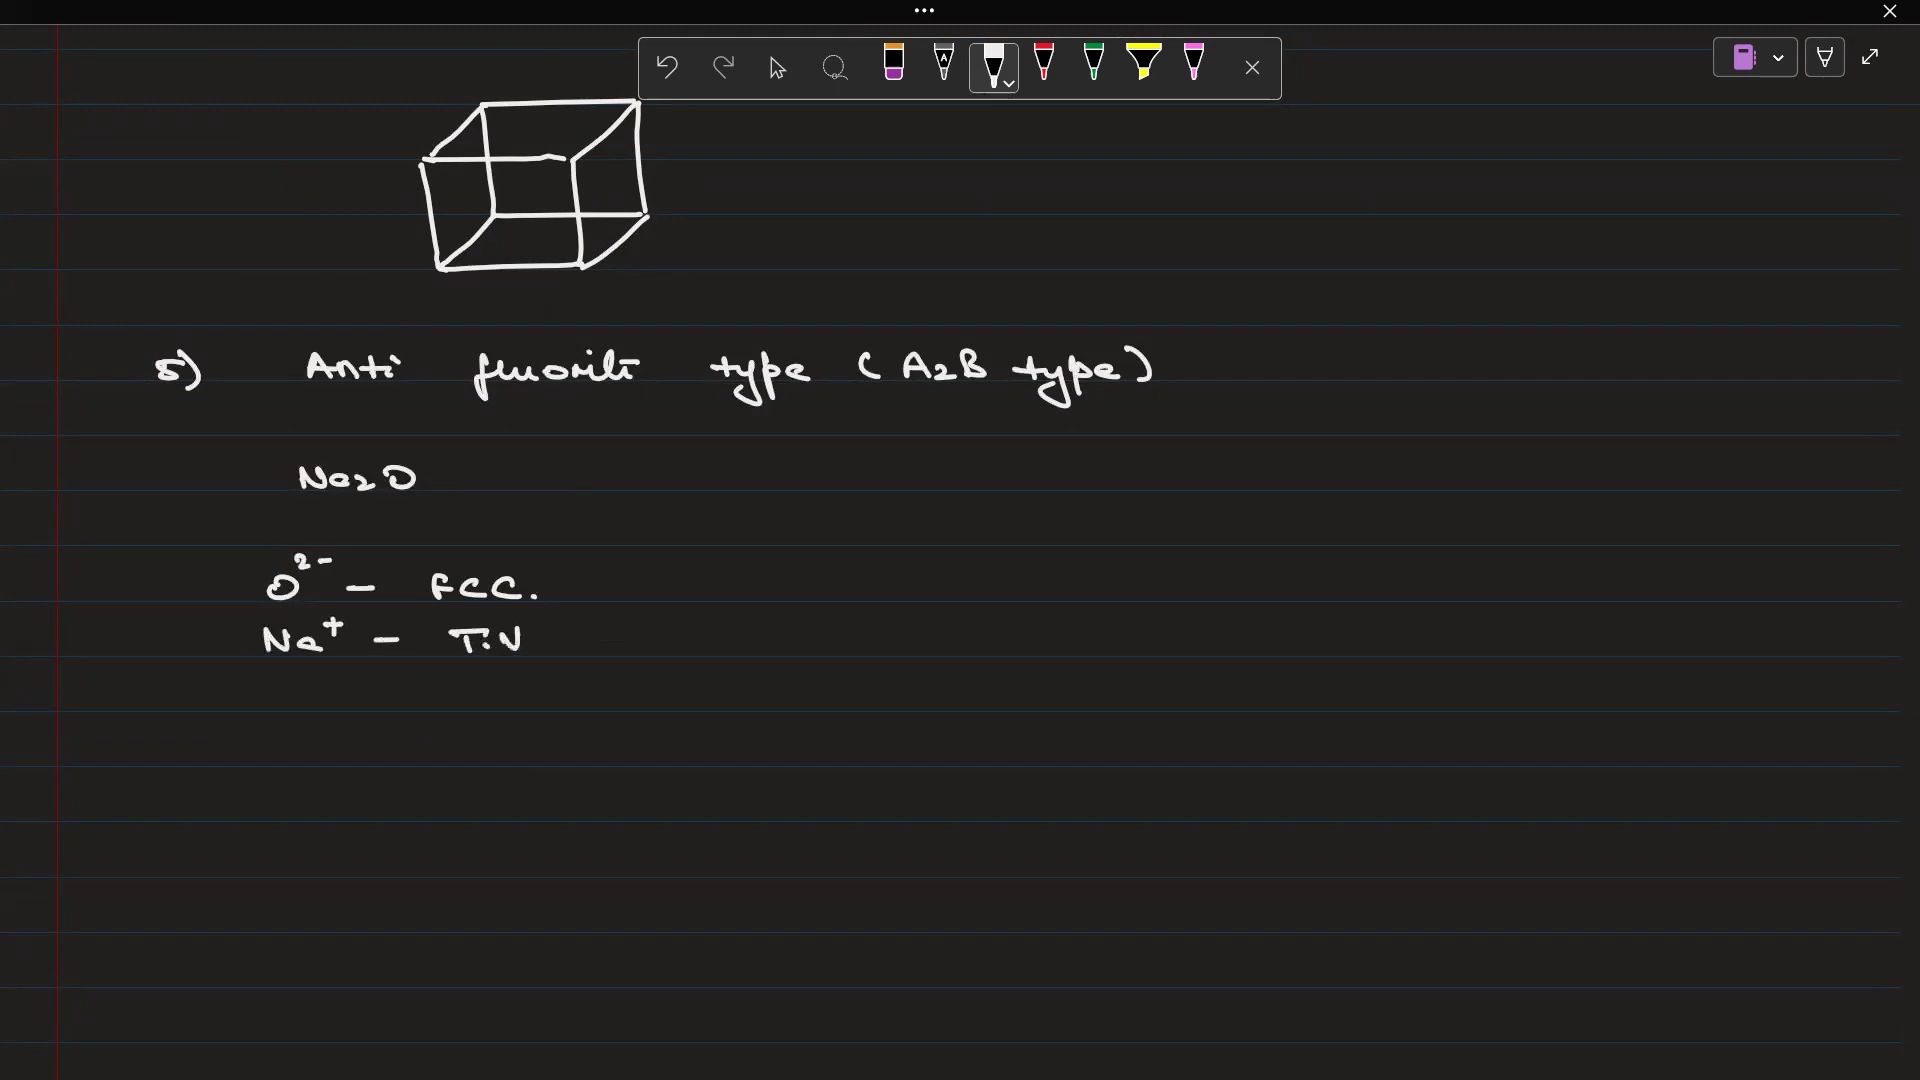 5) Anti fluorite type (A₂B type)
Na₂O
O²⁻ – FCC.
Na⁺ – T.V